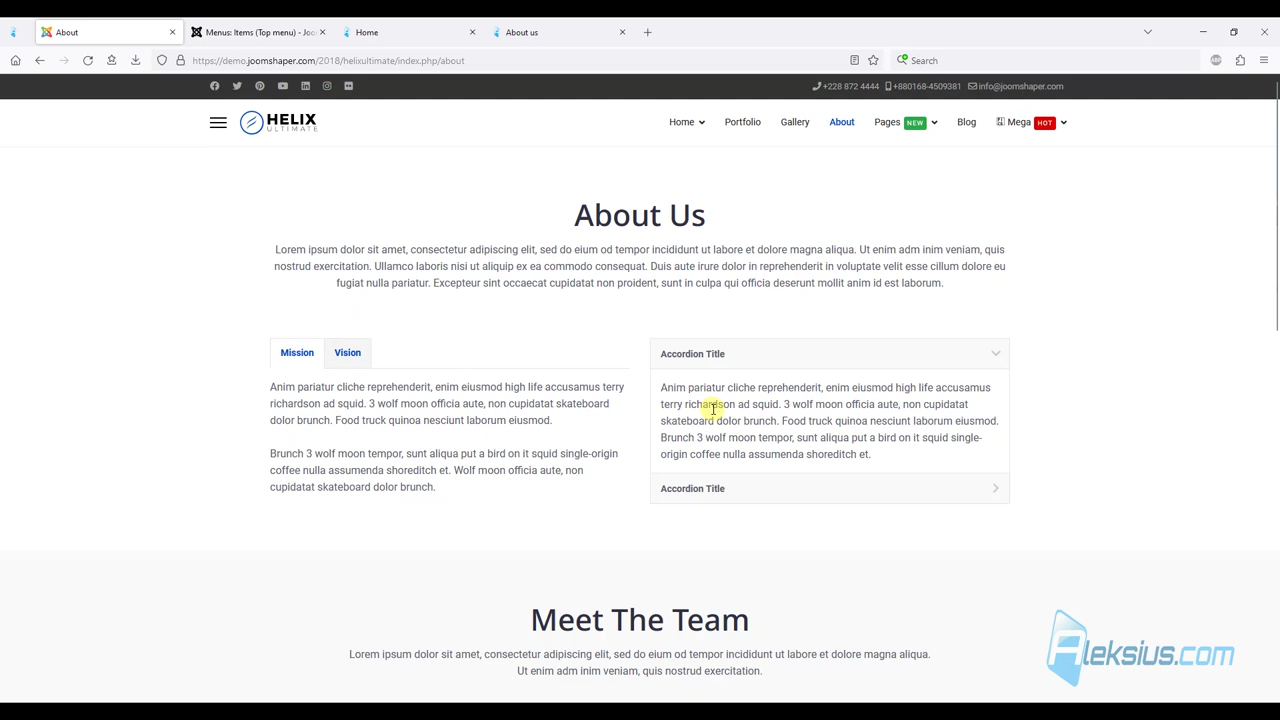 About
Menus: Items (Top menu) - Joo
Home
About us
https://demo.joomshaper.com/2018/helixultimate/index.php/about
Search
+228 872 4444
+880168-4509381
info@joomshaper.com
HELIX
ULTIMATE
Home
Portfolio
Gallery
About
Pages NEW
Blog
Mega HOT
About Us
Lorem ipsum dolor sit amet, consectetur adipiscing elit, sed do eium od tempor incididunt ut labore et dolore magna aliqua. Ut enim adm inim veniam, quis
nostrud exercitation. Ullamco laboris nisi ut aliquip ex ea commodo consequat. Duis aute irure dolor in reprehenderit in voluptate velit esse cillum dolore eu
fugiat nulla pariatur. Excepteur sint occaecat cupidatat non proident, sunt in culpa qui officia deserunt mollit anim id est laborum.
Mission
Vision
Anim pariatur cliche reprehenderit, enim eiusmod high life accusamus terry
richardson ad squid. 3 wolf moon officia aute, non cupidatat skateboard
dolor brunch. Food truck quinoa nesciunt laborum eiusmod.
Brunch 3 wolf moon tempor, sunt aliqua put a bird on it squid single-origin
coffee nulla assumenda shoreditch et. Wolf moon officia aute, non
cupidatat skateboard dolor brunch.
Accordion Title
Anim pariatur cliche reprehenderit, enim eiusmod high life accusamus
terry richardson ad squid. 3 wolf moon officia aute, non cupidatat
skateboard dolor brunch. Food truck quinoa nesciunt laborum eiusmod.
Brunch 3 wolf moon tempor, sunt aliqua put a bird on it squid single-
origin coffee nulla assumenda shoreditch et.
Accordion Title
Meet The Team
Lorem ipsum dolor sit amet, consectetur adipiscing elit, sed do eium od tempor incididunt ut labore et dolore magna aliqua.
Ut enim adm inim veniam, quis nostrud exercitation.
Aleksius.com